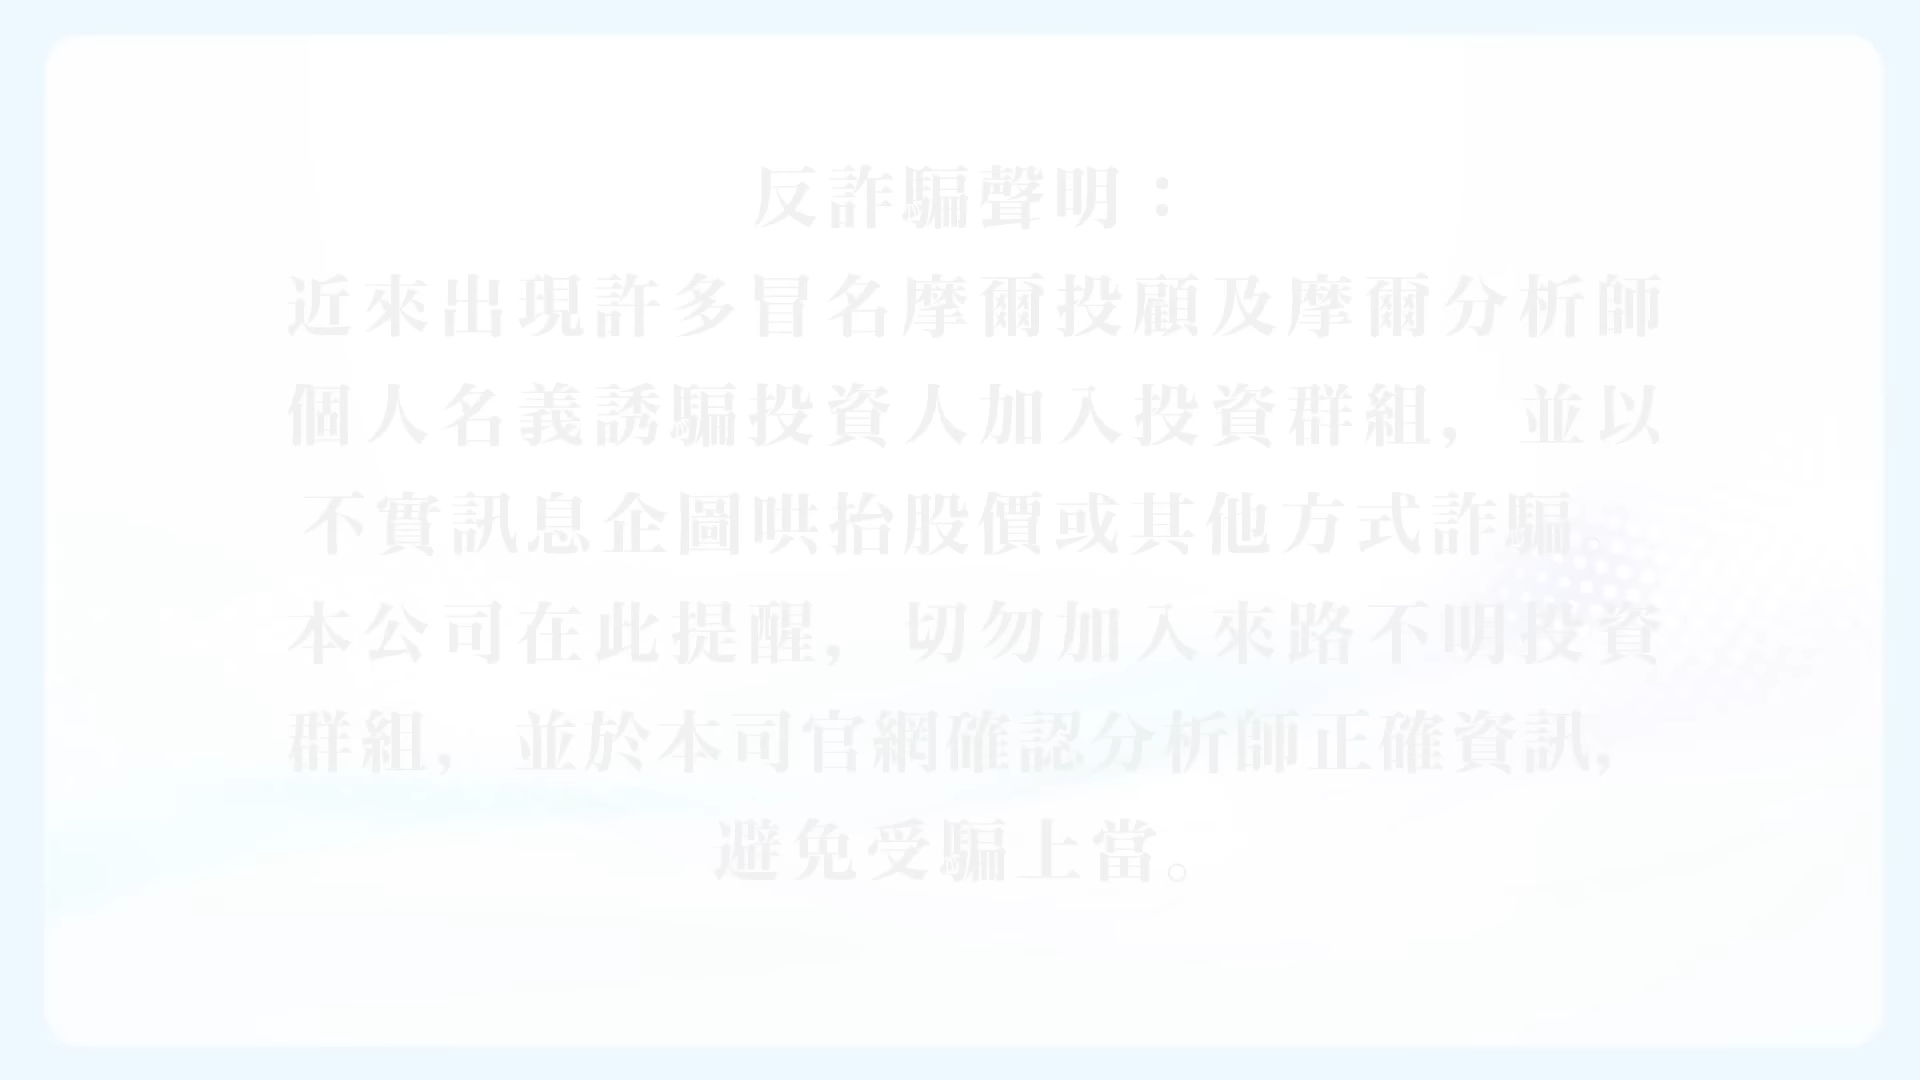 反詐騙聲明：
近來出現許多冒名摩爾投顧及摩爾分析師
個人名義誘騙投資人加入投資群組，並以
不實訊息企圖哄抬股價或其他方式詐騙。
本公司在此提醒，切勿加入來路不明投資
群組，並於本司官網確認分析師正確資訊，
避免受騙上當。